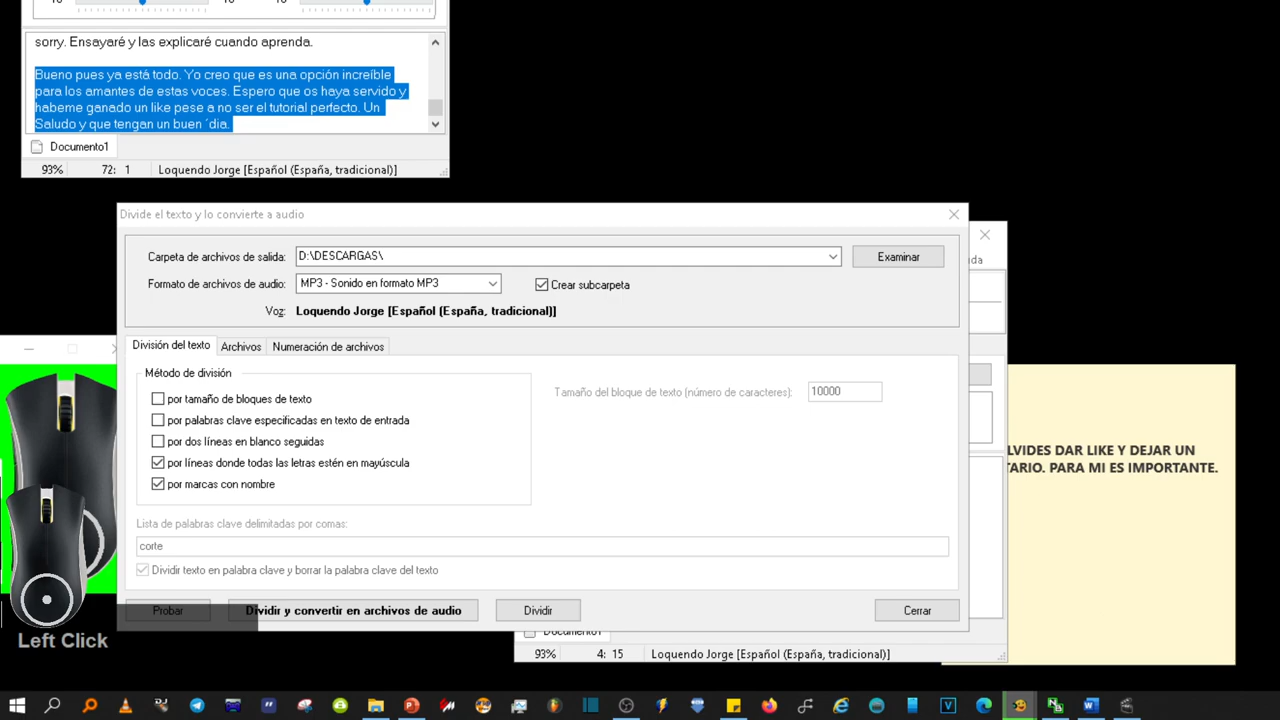 sorry. Ensayaré y las explicaré cuando aprenda.
Bueno pues ya está todo. Yo creo que es una opción increíble
para los amantes de estas voces. Espero que os haya servido y
habeme ganado un like pese a no ser el tutorial perfecto. Un
Saludo y que tengan un buen ´dia.
Documento1
93% 72: 1 Loquendo Jorge [Español (España, tradicional)]
Divide el texto y lo convierte a audio
Carpeta de archivos de salida: D:\DESCARGAS\ Examinar
Formato de archivos de audio: MP3 - Sonido en formato MP3 Crear subcarpeta
Voz: Loquendo Jorge [Español (España, tradicional)]
División del texto Archivos Numeración de archivos
Método de división
por tamaño de bloques de texto
Tamaño del bloque de texto (número de caracteres): 10000
por palabras clave especificadas en texto de entrada
por dos líneas en blanco seguidas
por líneas donde todas las letras estén en mayúscula
por marcas con nombre
Lista de palabras clave delimitadas por comas:
corte
Dividir texto en palabra clave y borrar la palabra clave del texto
Probar Dividir y convertir en archivos de audio Dividir Cerrar
LVIDES DAR LIKE Y DEJAR UN
TARIO. PARA MI ES IMPORTANTE.
Left Click
Documento1
93% 4: 15 Loquendo Jorge [Español (España, tradicional)]